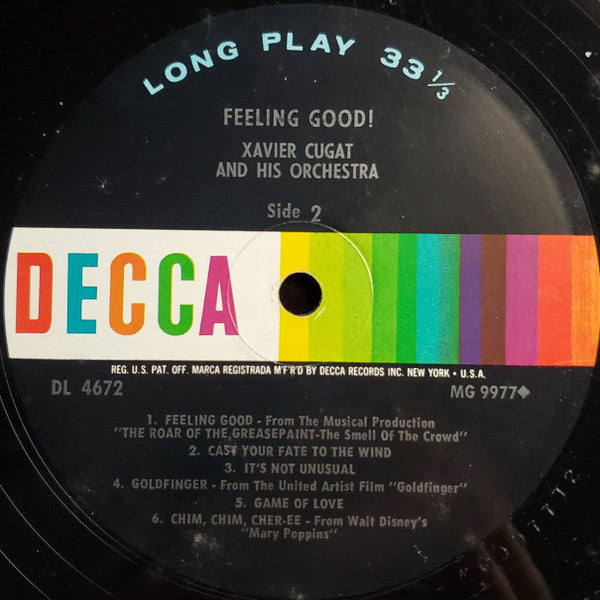 LONG PLAY 33 1/3
FEELING GOOD!
XAVIER CUGAT
AND HIS ORCHESTRA
Side 2
DECCA
REG. U.S. PAT. OFF. MARCA REGISTRADA M'F'R'D BY DECCA RECORDS INC. NEW YORK • U.S.A.
DL 4672
MG 9977◆
1. FEELING GOOD - From The Musical Production
"THE ROAR OF THE GREASEPAINT-The Smell Of The Crowd"
2. CAST YOUR FATE TO THE WIND
3. IT'S NOT UNUSUAL
4. GOLDFINGER - From The United Artist Film "Goldfinger"
5. GAME OF LOVE
6. CHIM, CHIM, CHER-EE - From Walt Disney's
"Mary Poppins"